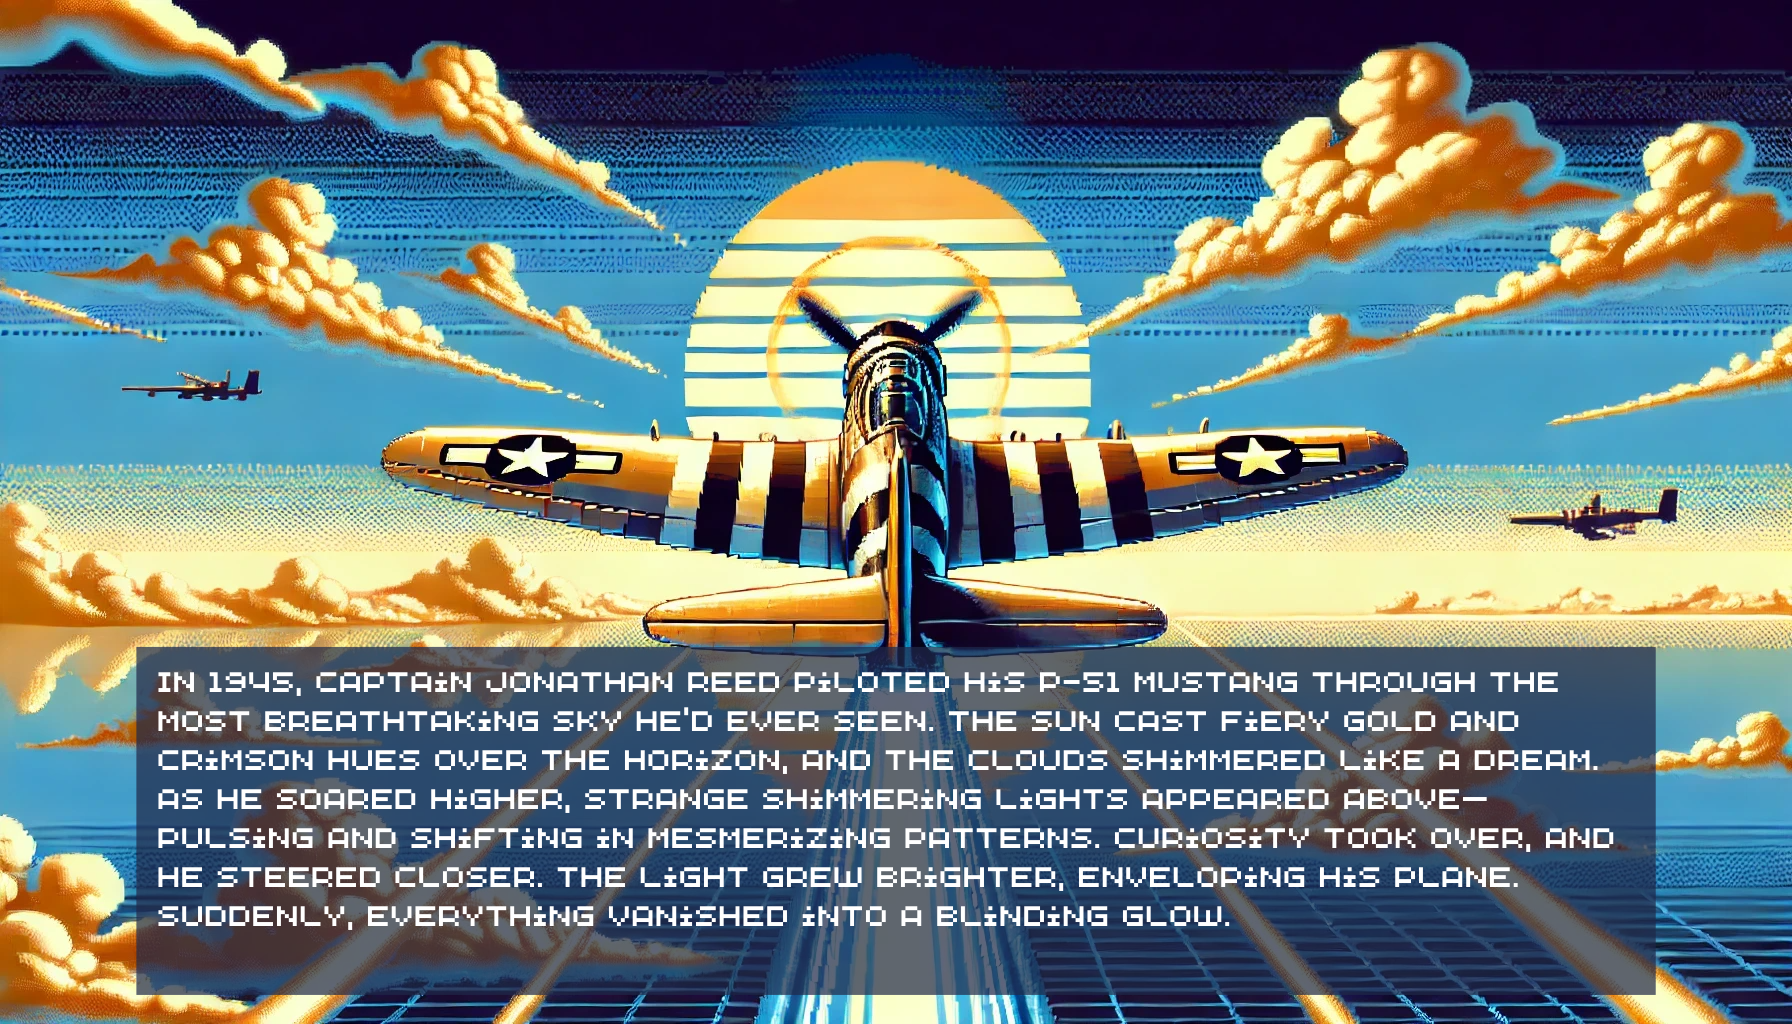 IN 1945, CAPTAIN JONATHAN REED PILOTED HIS P-51 MUSTANG THROUGH THE
MOST BREATHTAKING SKY HE'D EVER SEEN. THE SUN CAST FIERY GOLD AND
CRIMSON HUES OVER THE HORIZON, AND THE CLOUDS SHIMMERED LIKE A DREAM.
AS HE SOARED HIGHER, STRANGE SHIMMERING LIGHTS APPEARED ABOVE—
PULSING AND SHIFTING IN MESMERIZING PATTERNS. CURIOSITY TOOK OVER, AND
HE STEERED CLOSER. THE LIGHT GREW BRIGHTER, ENVELOPING HIS PLANE.
SUDDENLY, EVERYTHING VANISHED INTO A BLINDING GLOW.